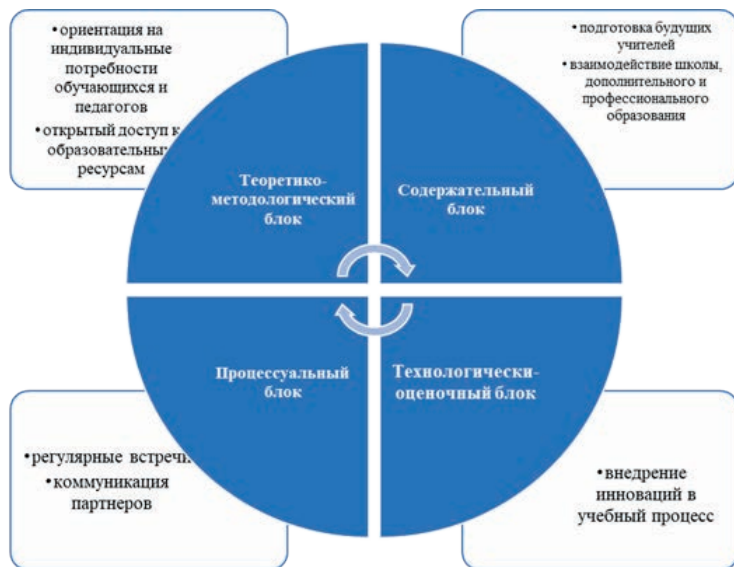 • ориентация на
индивидуальные
потребности
обучающихся и
педагогов
• открытый доступ к
образовательным
ресурсам
• подготовка будущих
учителей
• взаимодействие школы,
дополнительного и
профессионального
образования
Теоретико-
методологический
блок
Содержательный
блок
Процессуальный
блок
Технологически-
оценочный блок
• регулярные встречи
• коммуникация
партнеров
• внедрение
инноваций в
учебный процесс